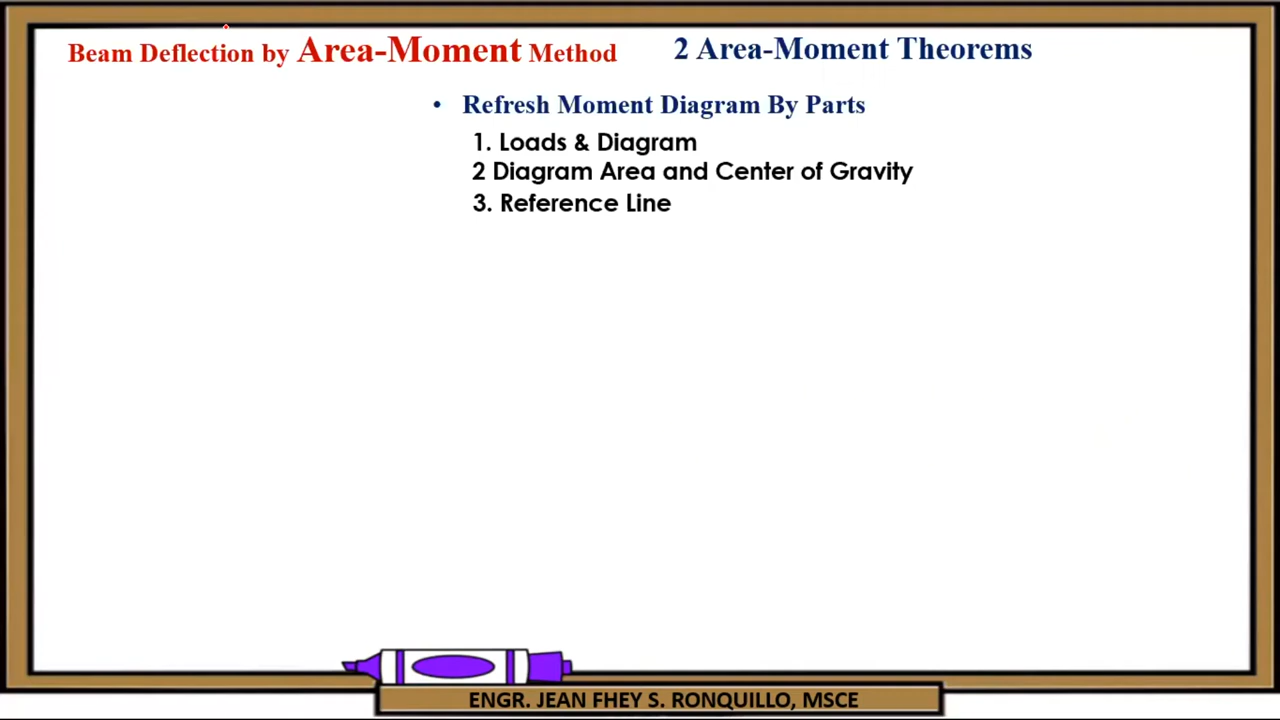 Beam Deflection by Area-Moment Method
2 Area-Moment Theorems
• Refresh Moment Diagram By Parts
1. Loads & Diagram
2 Diagram Area and Center of Gravity
3. Reference Line
ENGR. JEAN FHEY S. RONQUILLO, MSCE